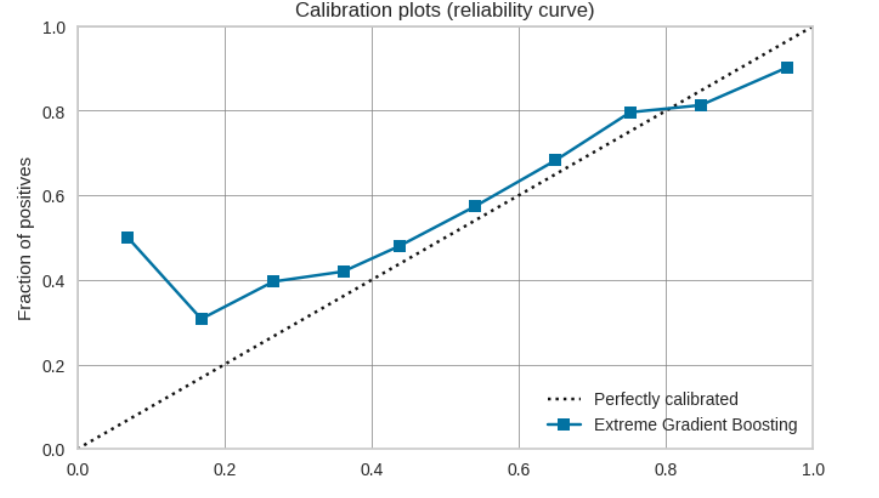 Calibration plots (reliability curve)
1.0
0.8
0.6
0.4
0.2
0.0
Fraction of positives
Perfectly calibrated
Extreme Gradient Boosting
0.0 0.2 0.4 0.6 0.8 1.0